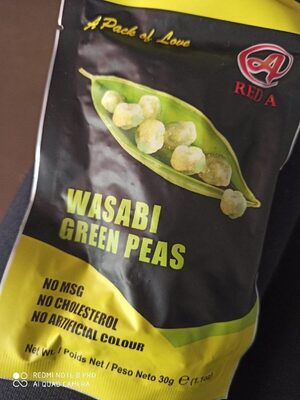 A Pack of Love
RED A
WASABI
GREEN PEAS
NO MSG
NO CHOLESTEROL
NO ARTIFICIAL COLOUR
Net Wt. / Poids Net / Peso Neto 30g e (1.1oz)
REDMI NOTE 8 PRO
AI QUAD CAMERA